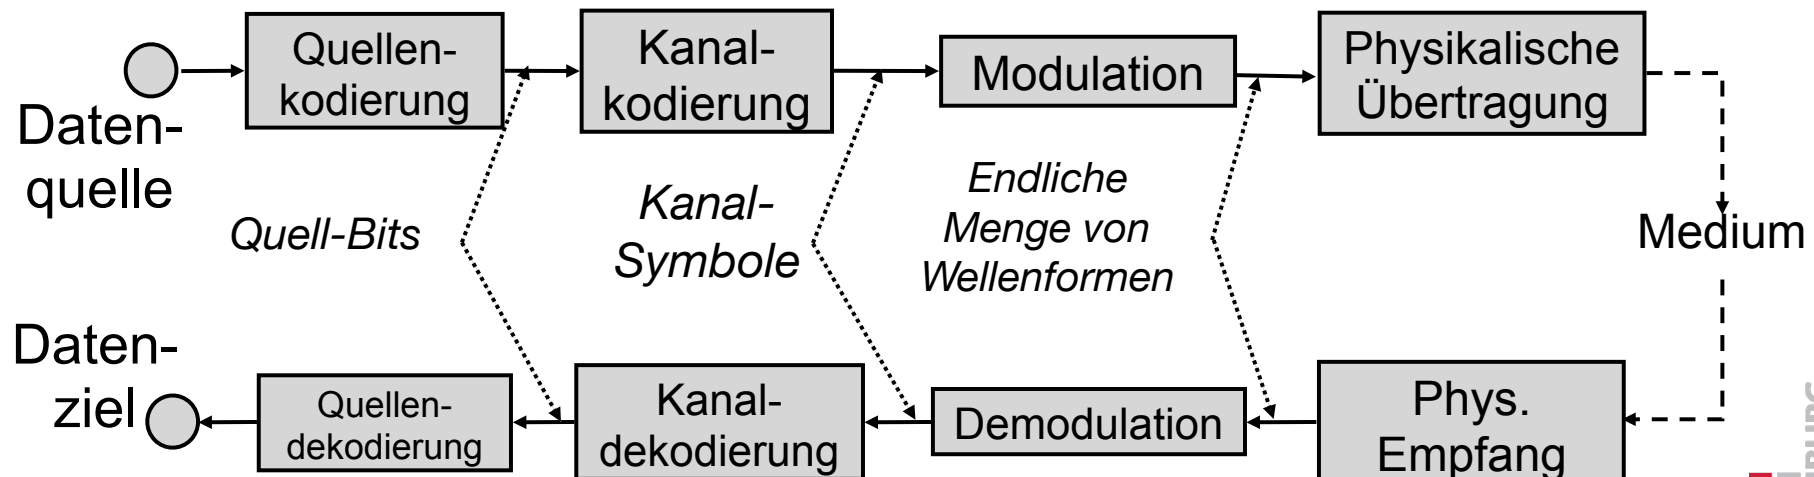 Quellen-
kodierung
Kanal-
kodierung
Modulation
Physikalische
Übertragung
Daten-
quelle
Quell-Bits
Kanal-
Symbole
Endliche
Menge von
Wellenformen
Medium
Daten-
ziel
Quellen-
dekodierung
Kanal-
dekodierung
Demodulation
Phys.
Empfang